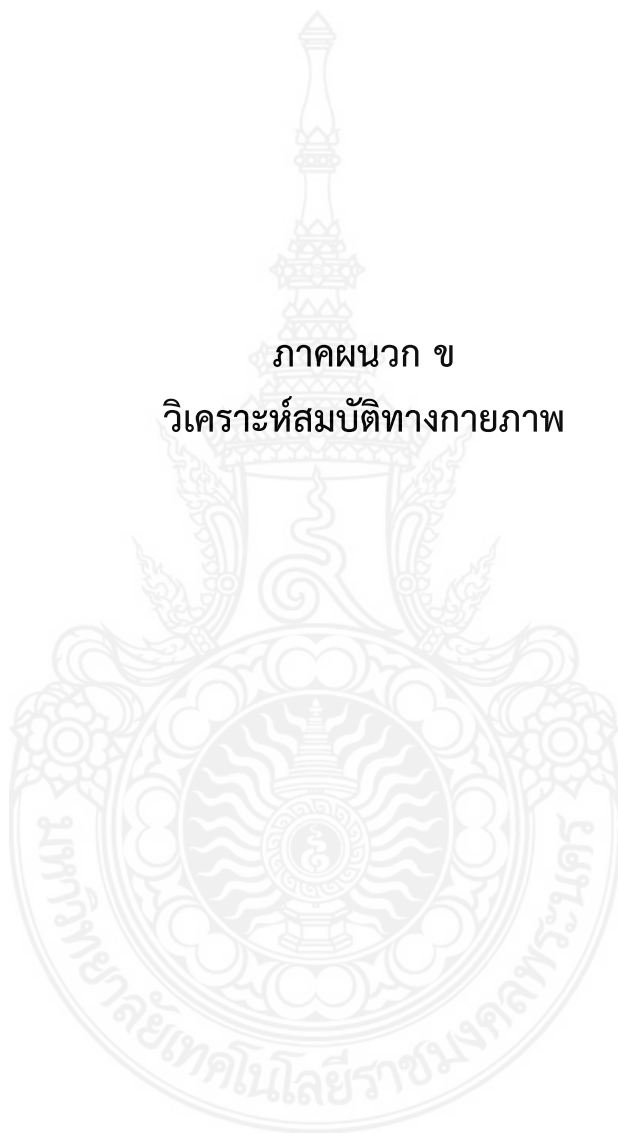 ภาคผนวก ข
วิเคราะห์สมบัติทางกายภาพ
มหาวิทยาลัยเทคโนโลยีราชมงคลพระนคร